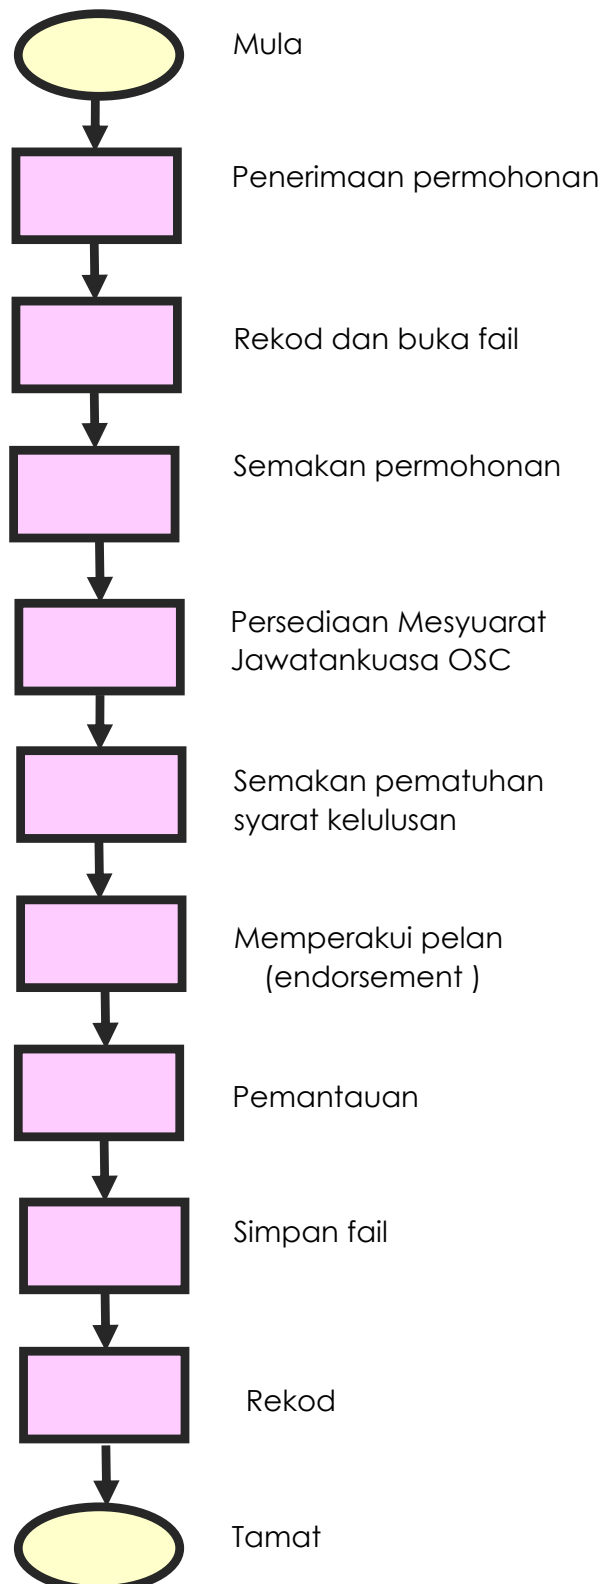 Mula
Penerimaan permohonan
Rekod dan buka fail
Semakan permohonan
Persediaan Mesyuarat
Jawatankuasa OSC
Semakan pematuhan
syarat kelulusan
Memperakui pelan
(endorsement )
Pemantauan
Simpan fail
Rekod
Tamat